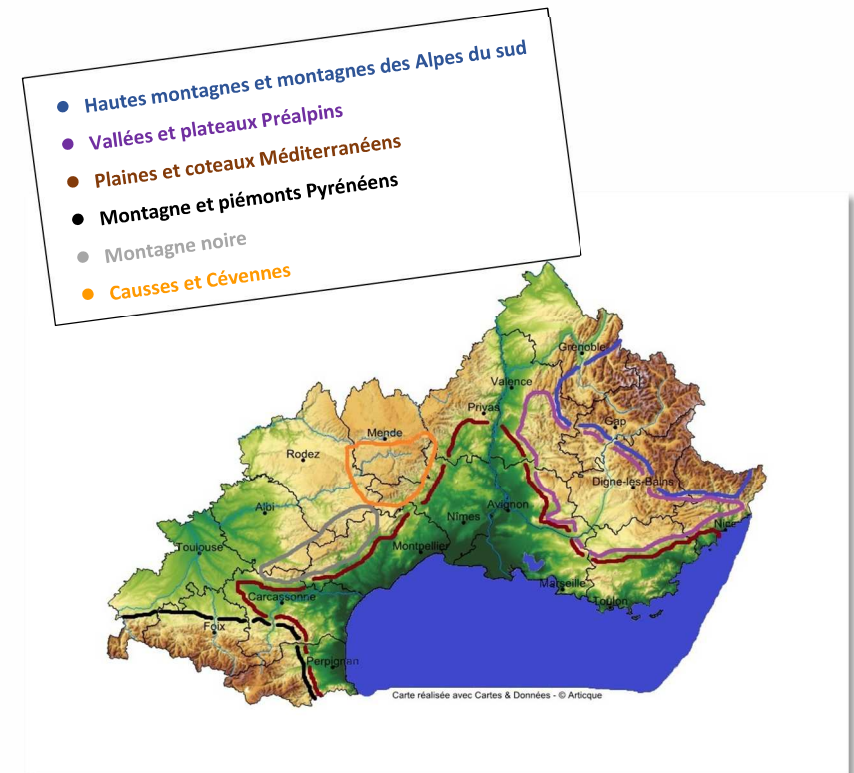 Hautes montagnes et montagnes des Alpes du sud
Vallées et plateaux Préalpins
Plaines et coteaux Méditerranéens
Montagne et piémonts Pyrénéens
Montagne noire
Causses et Cévennes
Grenoble
Valence
Privas
Gap
Mende
Rodez
Digne-les-Bains
Albi
Avignon
Nîmes
Nice
Toulouse
Montpellier
Marseille
Carcassonne
Toulon
Foix
Perpignan
Carte réalisée avec Cartes & Données - © Articque